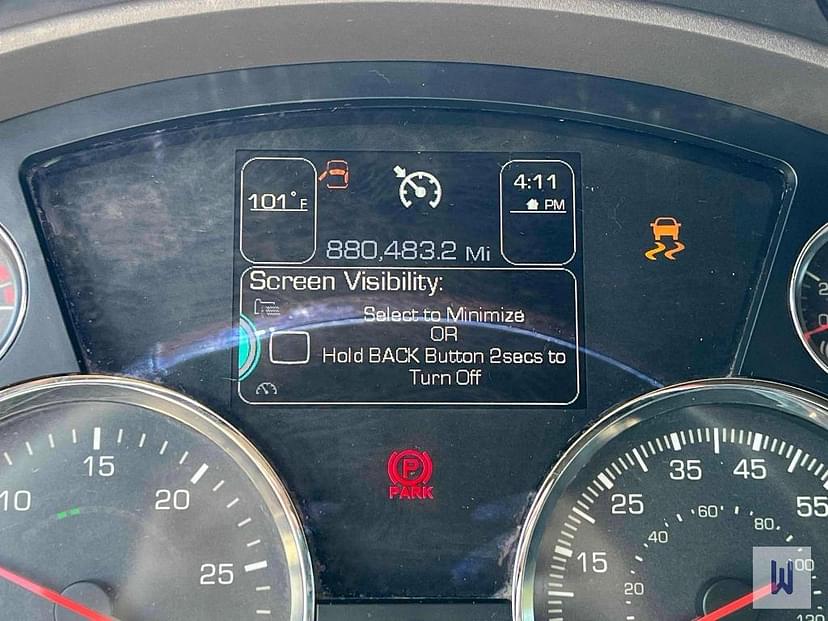 101°F
4:11
PM
880,483.2 Mi
Screen Visibility:
Select to Minimize
OR
Hold BACK Button 2secs to
Turn Off
P
PARK
10
15
20
25
15
25
35
45
55
20
40
60
80
100
120
W